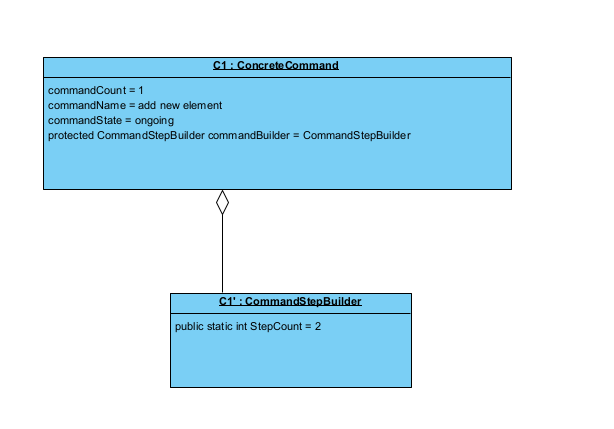 C1 : ConcreteCommand
commandCount = 1
commandName = add new element
commandState = ongoing
protected CommandStepBuilder commandBuilder = CommandStepBuilder
C1' : CommandStepBuilder
public static int StepCount = 2